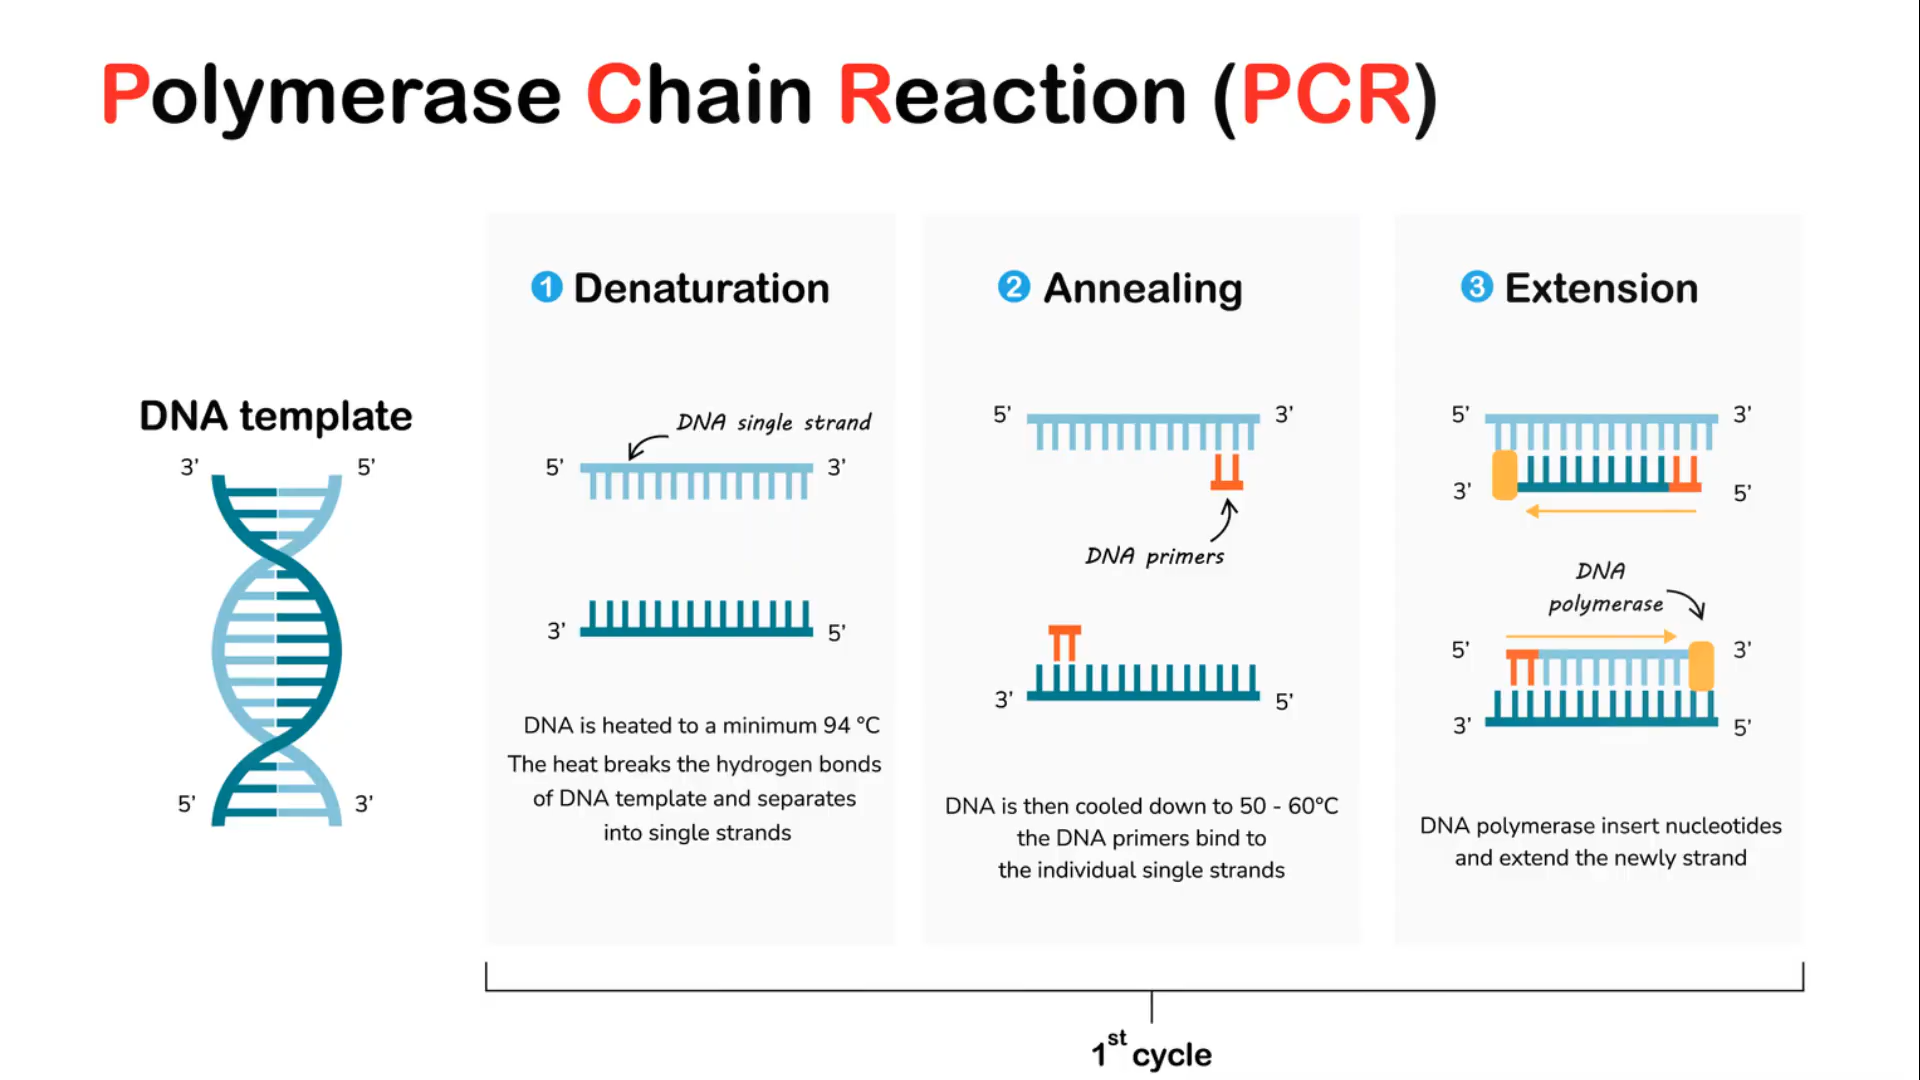 Polymerase Chain Reaction (PCR)
DNA template
3’ 5’
5’ 3’
1 Denaturation
DNA single strand
5’ 3’
3’ 5’
DNA is heated to a minimum 94 °C
The heat breaks the hydrogen bonds
of DNA template and separates
into single strands
2 Annealing
5’ 3’
DNA primers
3’ 5’
DNA is then cooled down to 50 - 60°C
the DNA primers bind to
the individual single strands
3 Extension
5’ 3’
3’ 5’
DNA
polymerase
5’ 3’
3’ 5’
DNA polymerase insert nucleotides
and extend the newly strand
1st cycle